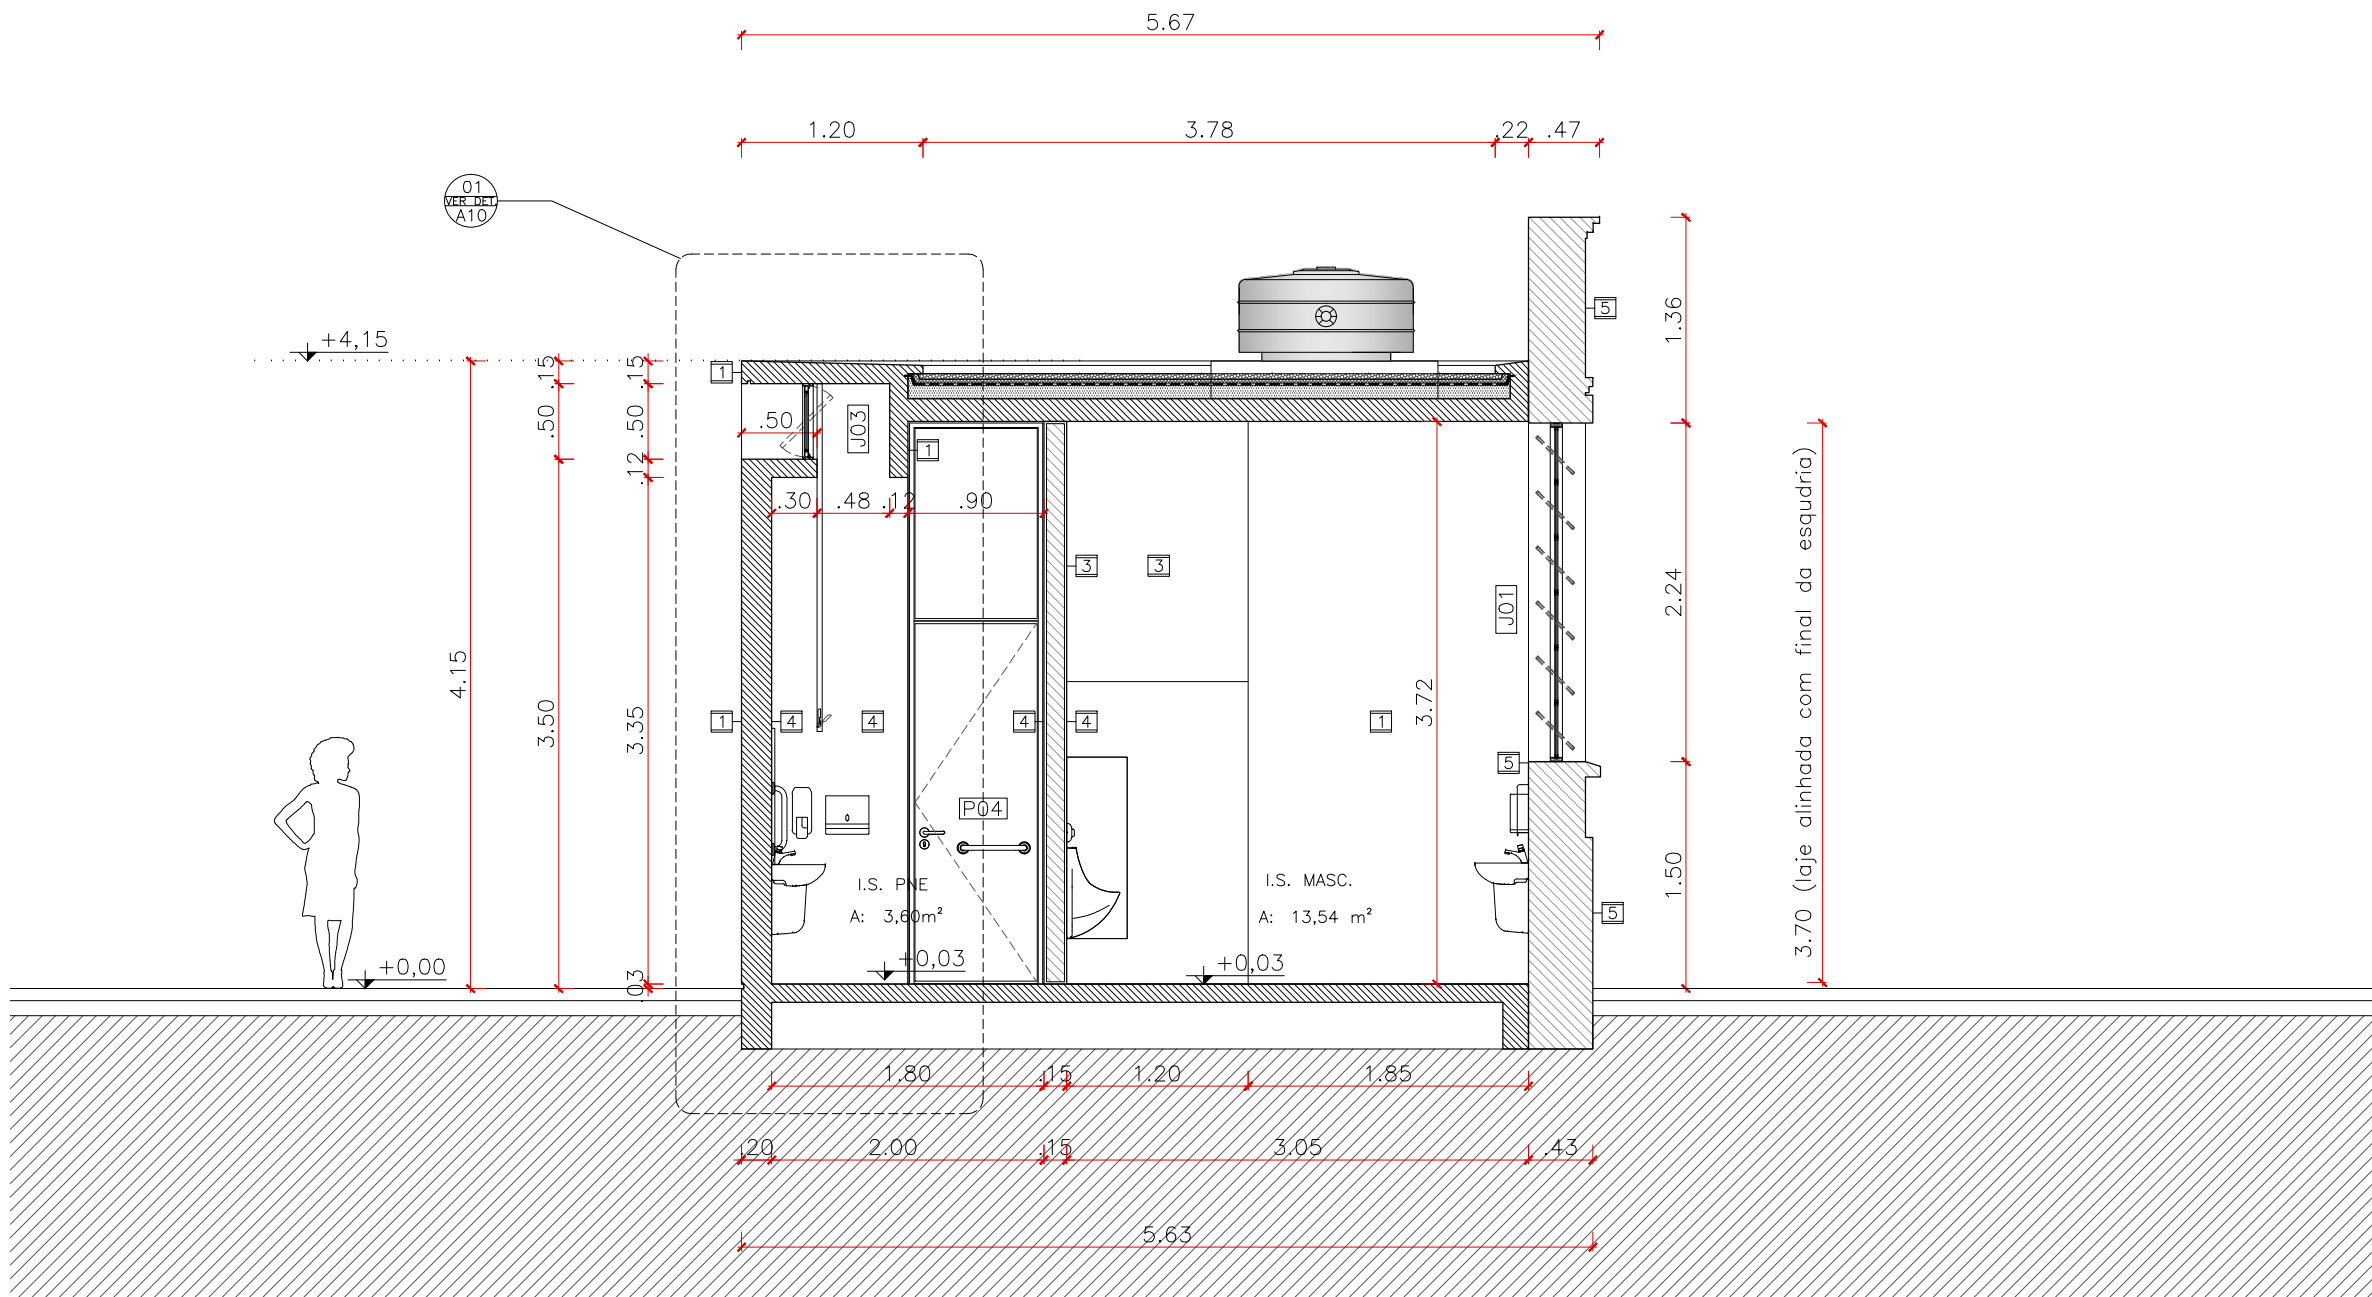 5.67
1.20 3.78 .22 .47
01
VER DET.
A10
+4,15
4.15
.15
.50
3.50
.15
.50
.12
3.35
.03
1
.50
J03
1
.30 .48 .12 .90
3 3
5
1.36
2.24
1.50
3.70 (laje alinhada com final da esqudria)
J01
3.72
1 4 4 4 4 1
5
P04
I.S. PNE
A: 3,60m²
I.S. MASC.
A: 13,54 m²
5
+0,00
+0,03
+0,03
1.80 .15 1.20 1.85
.20 2.00 .15 3.05 .43
5.63